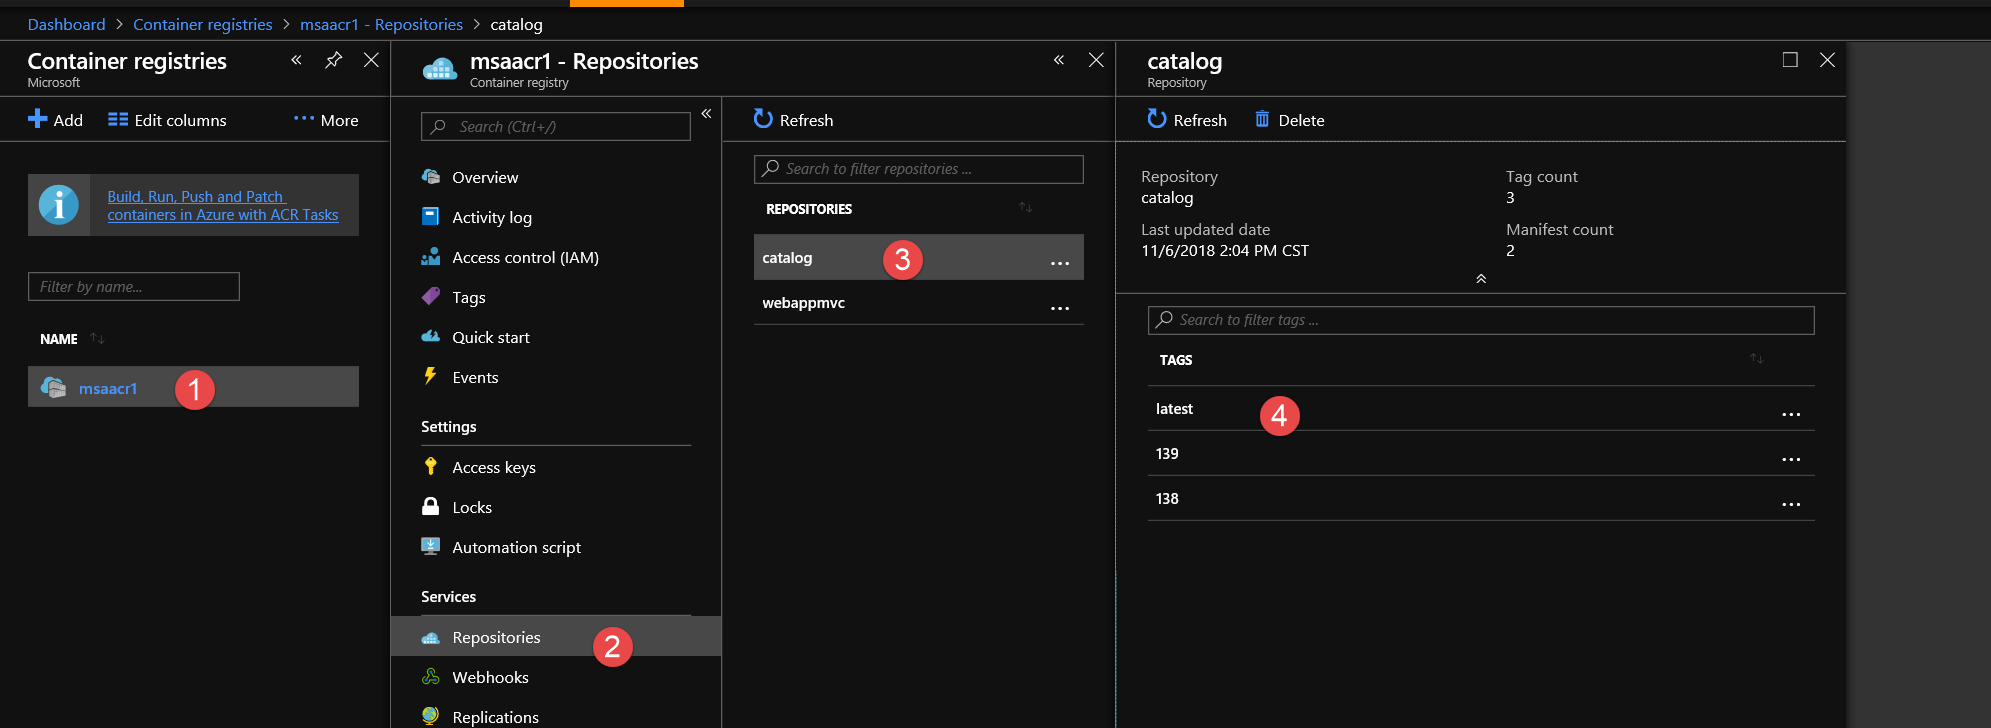 Dashboard > Container registries > msaacr1 - Repositories > catalog
Container registries
Microsoft
Add
Edit columns
More
Build, Run, Push and Patch
containers in Azure with ACR Tasks
Filter by name...
NAME
msaacr1
1
msaacr1 - Repositories
Container registry
Search (Ctrl+/)
Overview
Activity log
Access control (IAM)
Tags
Quick start
Events
Settings
Access keys
Locks
Automation script
Services
Repositories
2
Webhooks
Replications
Refresh
Search to filter repositories ...
REPOSITORIES
catalog
3
...
webappmvc
...
catalog
Repository
Refresh
Delete
Repository
catalog
Tag count
3
Last updated date
11/6/2018 2:04 PM CST
Manifest count
2
Search to filter tags ...
TAGS
latest
4
...
139
...
138
...